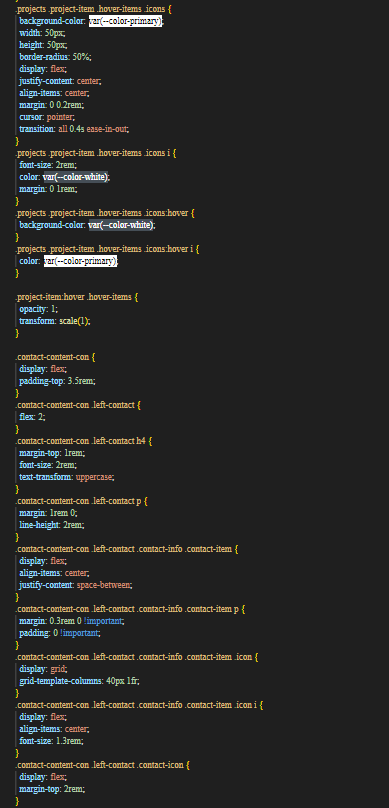 .projects .project-item .hover-items .icons {
background-color: var(--color-primary);
width: 50px;
height: 50px;
border-radius: 50%;
display: flex;
justify-content: center;
align-items: center;
margin: 0 0.2rem;
cursor: pointer;
transition: all 0.4s ease-in-out;
}
.projects .project-item .hover-items .icons i {
font-size: 2rem;
color: var(--color-white);
margin: 0 1rem;
}
.projects .project-item .hover-items .icons:hover {
background-color: var(--color-white);
}
.projects .project-item .hover-items .icons:hover i {
color: var(--color-primary);
}
.project-item:hover .hover-items {
opacity: 1;
transform: scale(1);
}
.contact-content-con {
display: flex;
padding-top: 3.5rem;
}
.contact-content-con .left-contact {
flex: 2;
}
.contact-content-con .left-contact h4 {
margin-top: 1rem;
font-size: 2rem;
text-transform: uppercase;
}
.contact-content-con .left-contact p {
margin: 1rem 0;
line-height: 2rem;
}
.contact-content-con .left-contact .contact-info .contact-item {
display: flex;
align-items: center;
justify-content: space-between;
}
.contact-content-con .left-contact .contact-info .contact-item p {
margin: 0.3rem 0 !important;
padding: 0 !important;
}
.contact-content-con .left-contact .contact-info .contact-item .icon {
display: grid;
grid-template-columns: 40px 1fr;
}
.contact-content-con .left-contact .contact-info .contact-item .icon i {
display: flex;
align-items: center;
font-size: 1.3rem;
}
.contact-content-con .left-contact .contact-icon {
display: flex;
margin-top: 2rem;
}